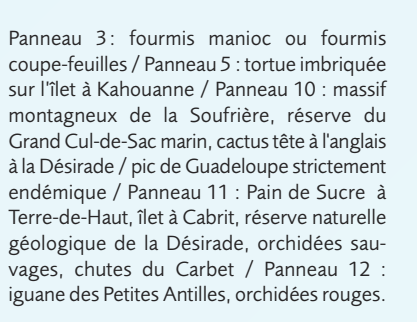 Panneau 3 : fourmis manioc ou fourmis
coupe-feuilles / Panneau 5 : tortue imbriquée
sur l'îlet à Kahouanne / Panneau 10 : massif
montagneux de la Soufrière, réserve du
Grand Cul-de-Sac marin, cactus tête à l'anglais
à la Désirade / pic de Guadeloupe strictement
endémique / Panneau 11 : Pain de Sucre à
Terre-de-Haut, îlet à Cabrit, réserve naturelle
géologique de la Désirade, orchidées sau-
vages, chutes du Carbet / Panneau 12 :
iguane des Petites Antilles, orchidées rouges.